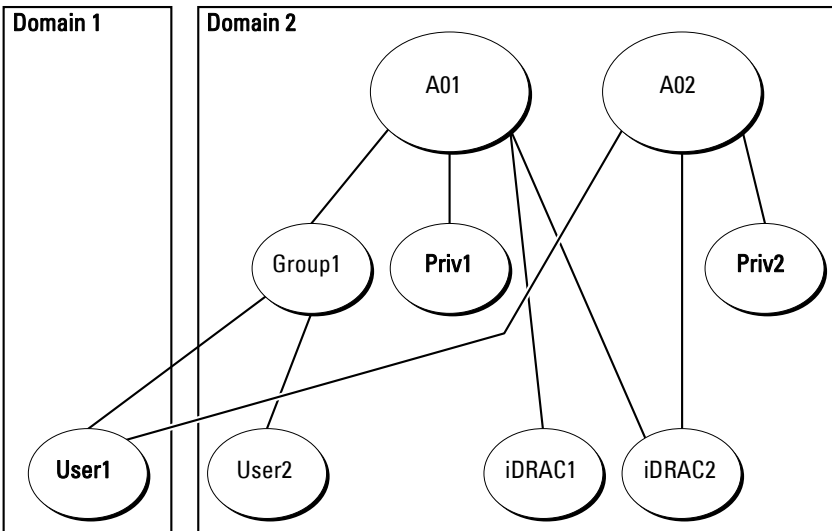 Domain 1
Domain 2
A01
A02
Group1
Priv1
Priv2
User1
User2
iDRAC1
iDRAC2